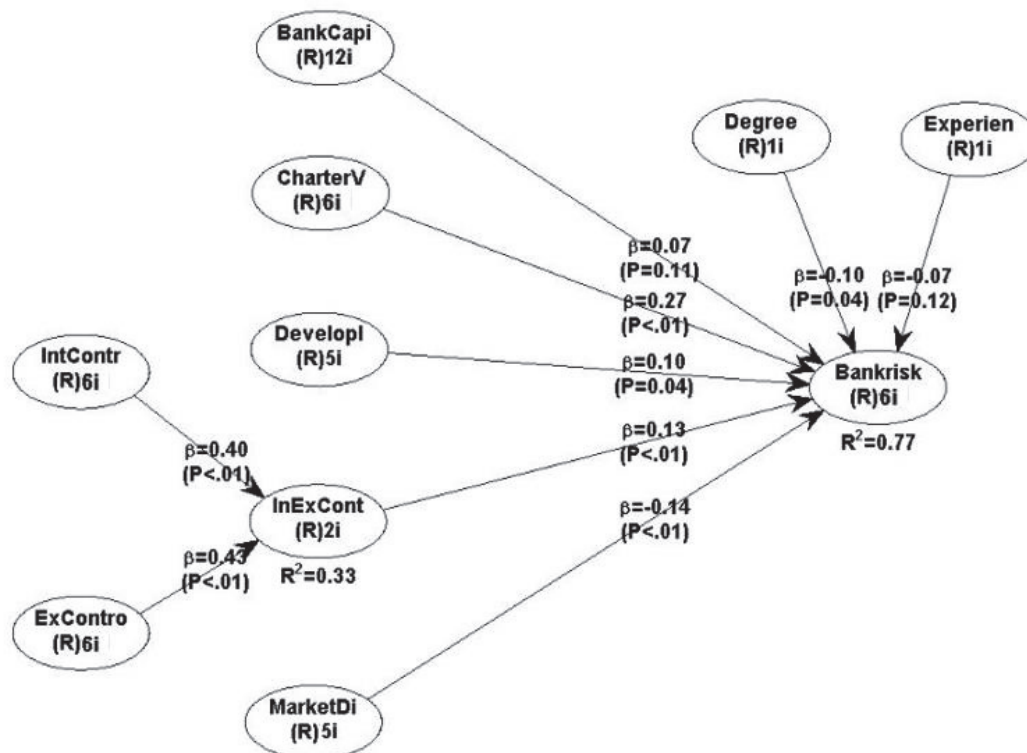 BankCapi
(R)12i
Degree
(R)1i
Experien
(R)1i
CharterV
(R)6i
β=0.07
(P=0.11)
β=-0.10
(P=0.04)
β=-0.07
(P=0.12)
β=0.27
(P<.01)
Developl
(R)5i
β=0.10
(P=0.04)
Bankrisk
(R)6i
R²=0.77
IntContr
(R)6i
β=0.40
(P<.01)
β=0.13
(P<.01)
InExCont
(R)2i
R²=0.33
β=-0.14
(P<.01)
β=0.43
(P<.01)
ExContro
(R)6i
MarketDi
(R)5i